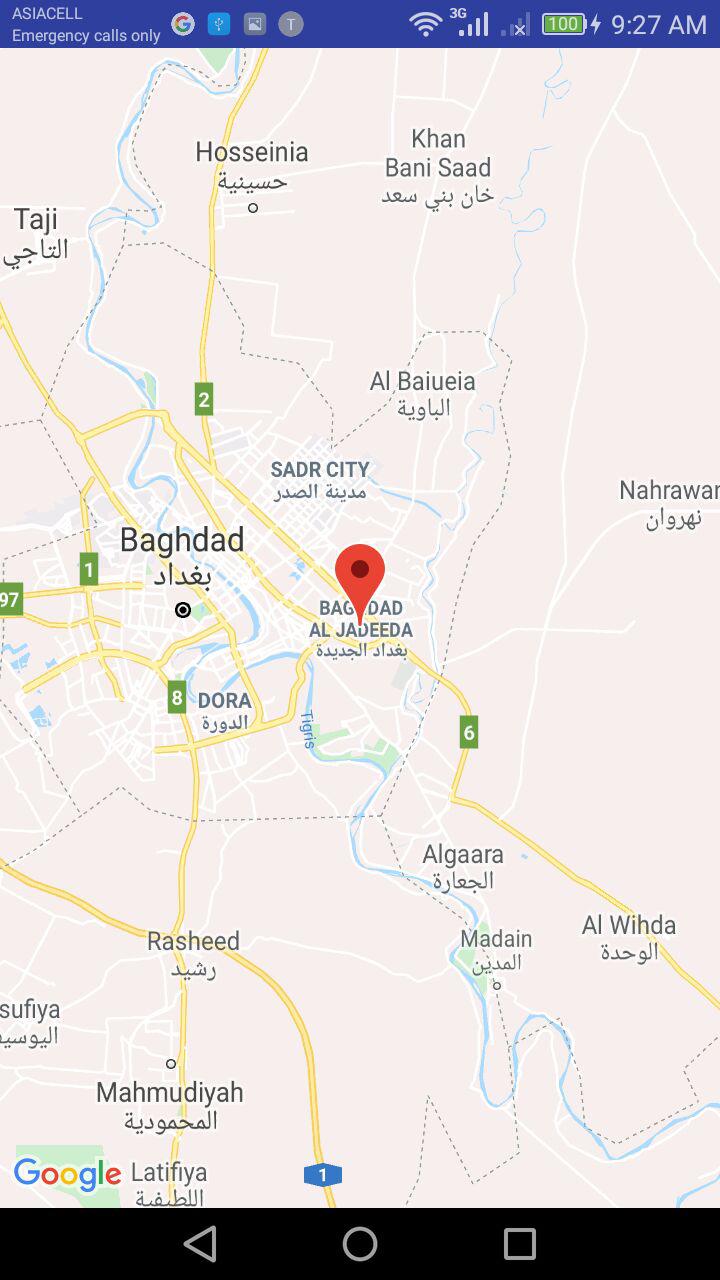 ASIACELL
Emergency calls only
G
T
3G
100
9:27 AM
Hosseinia
حسينية
Khan
Bani Saad
خان بني سعد
Taji
التاجي
Al Baiueia
الباوية
2
SADR CITY
مدينة الصدر
Nahrawan
نهروان
Baghdad
بغداد
1
97
BAGHDAD
AL JADEEDA
بغداد الجديدة
8
DORA
الدورة
Tigris
6
Algaara
الجعارة
Al Wihda
الوحدة
Madain
المدين
Rasheed
رشيد
sufiya
اليوسي
Mahmudiyah
المحمودية
Google
Latifiya
اللطيفية
1